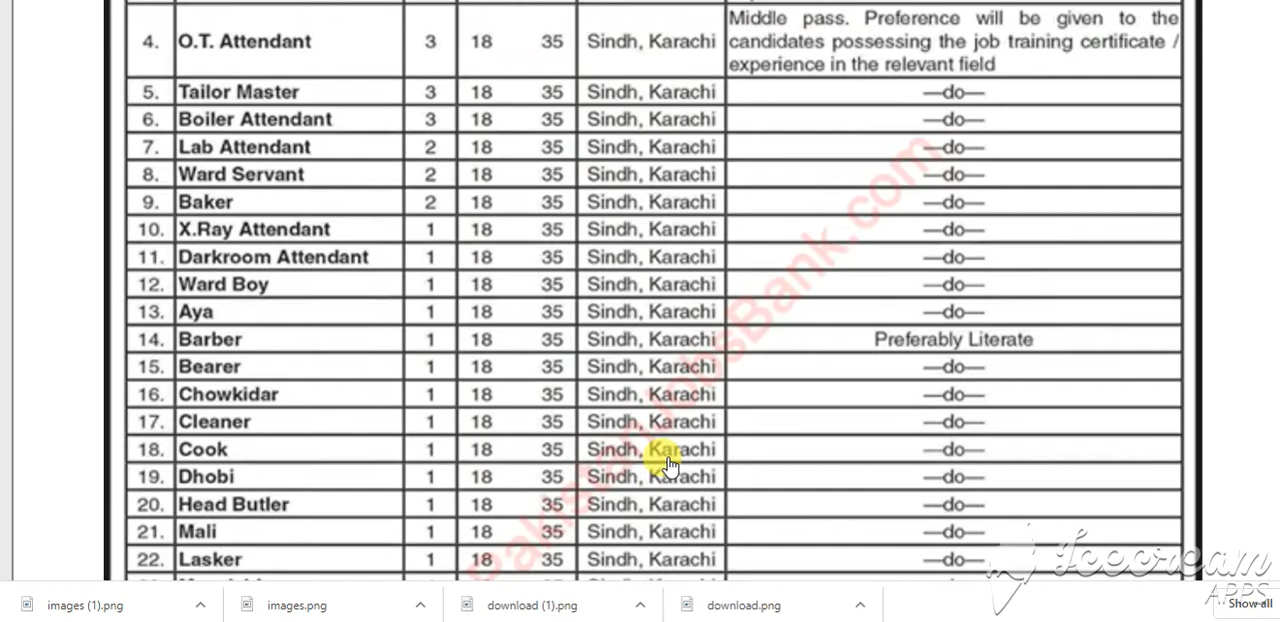 4. O.T. Attendant 3 18 35 Sindh, Karachi Middle pass. Preference will be given to the
candidates possessing the job training certificate /
experience in the relevant field
5. Tailor Master 3 18 35 Sindh, Karachi —do—
6. Boiler Attendant 3 18 35 Sindh, Karachi —do—
7. Lab Attendant 2 18 35 Sindh, Karachi —do—
8. Ward Servant 2 18 35 Sindh, Karachi —do—
9. Baker 2 18 35 Sindh, Karachi —do—
10. X.Ray Attendant 1 18 35 Sindh, Karachi —do—
11. Darkroom Attendant 1 18 35 Sindh, Karachi —do—
12. Ward Boy 1 18 35 Sindh, Karachi —do—
13. Aya 1 18 35 Sindh, Karachi —do—
14. Barber 1 18 35 Sindh, Karachi Preferably Literate
15. Bearer 1 18 35 Sindh, Karachi —do—
16. Chowkidar 1 18 35 Sindh, Karachi —do—
17. Cleaner 1 18 35 Sindh, Karachi —do—
18. Cook 1 18 35 Sindh, Karachi —do—
19. Dhobi 1 18 35 Sindh, Karachi —do—
20. Head Butler 1 18 35 Sindh, Karachi —do—
21. Mali 1 18 35 Sindh, Karachi —do—
22. Lasker 1 18 35 Sindh, Karachi —do—
PakistanJobsBank.com
Icecream
APPS
images (1).png images.png download (1).png download.png Show all